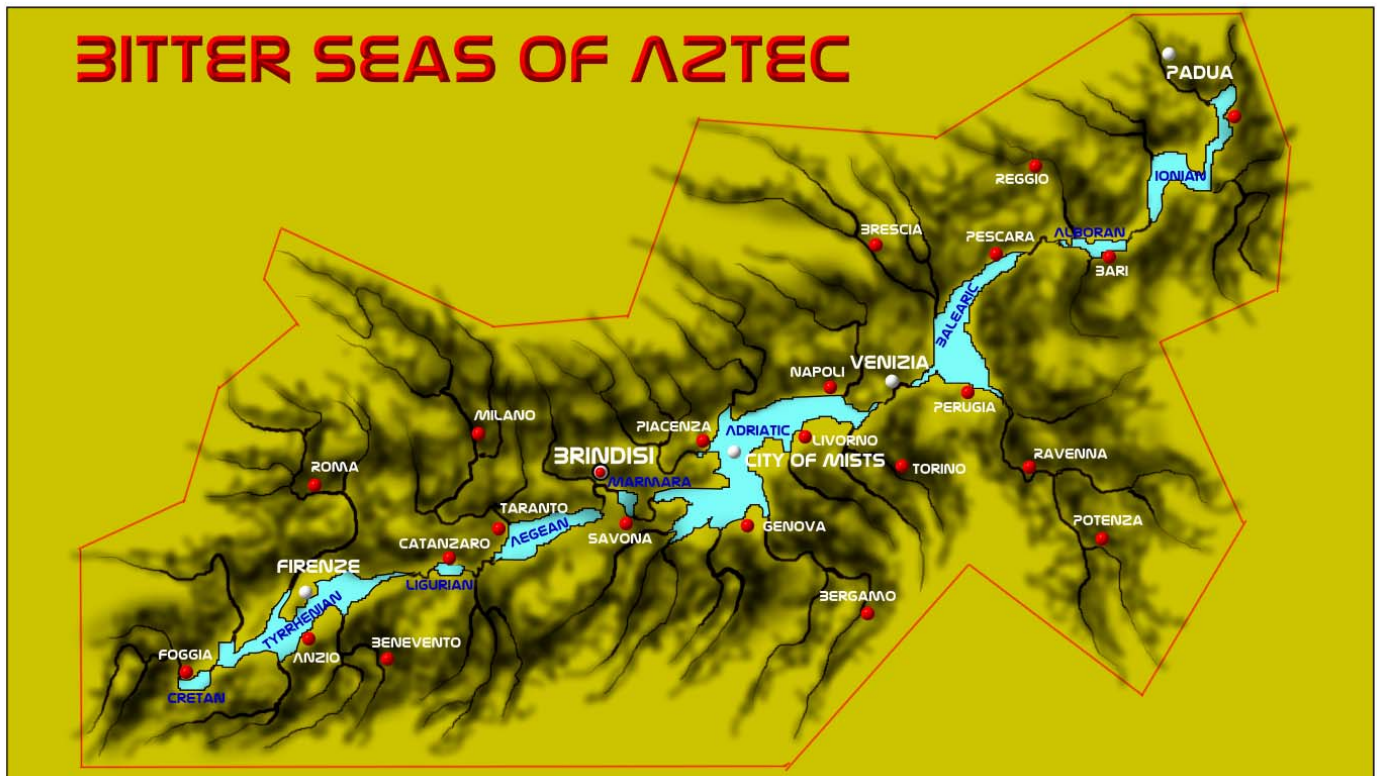 BITTER SEAS OF AZTEC
PADUA
REGGIO
IONIAN
BRESCIA
PESCARA
ALBORAN
BARI
BALEARIC
VENIZIA
NAPOLI
PERUGIA
MILANO
PIACENZA
ADRIATIC
LIVORNO
CITY OF MISTS
TORINO
RAVENNA
ROMA
BRINDISI
MARMARA
TARANTO
AEGEAN
SAVONA
GENOVA
POTENZA
CATANZARO
FIRENZE
LIGURIAN
BERGAMO
TYRRHENIAN
BENEVENTO
FOGGIA
ANZIO
CRETAN